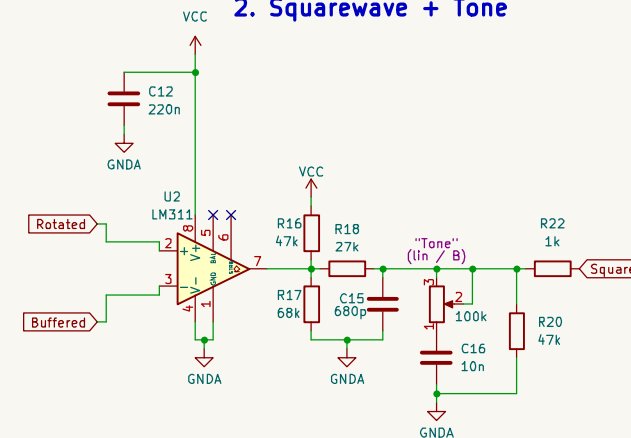 2. Squarewave + Tone
VCC
C12
220n
GNDA
VCC
U2
LM311
R16
47k
R18
27k
"Tone"
(lin / B)
R22
1k
Rotated
8
5
6
2
+
V+
BAL
7
3
V-
GND
-
4
1
Square
3
2
R17
68k
C15
680p
100k
1
Buffered
R20
47k
C16
10n
GNDA
GNDA
GNDA